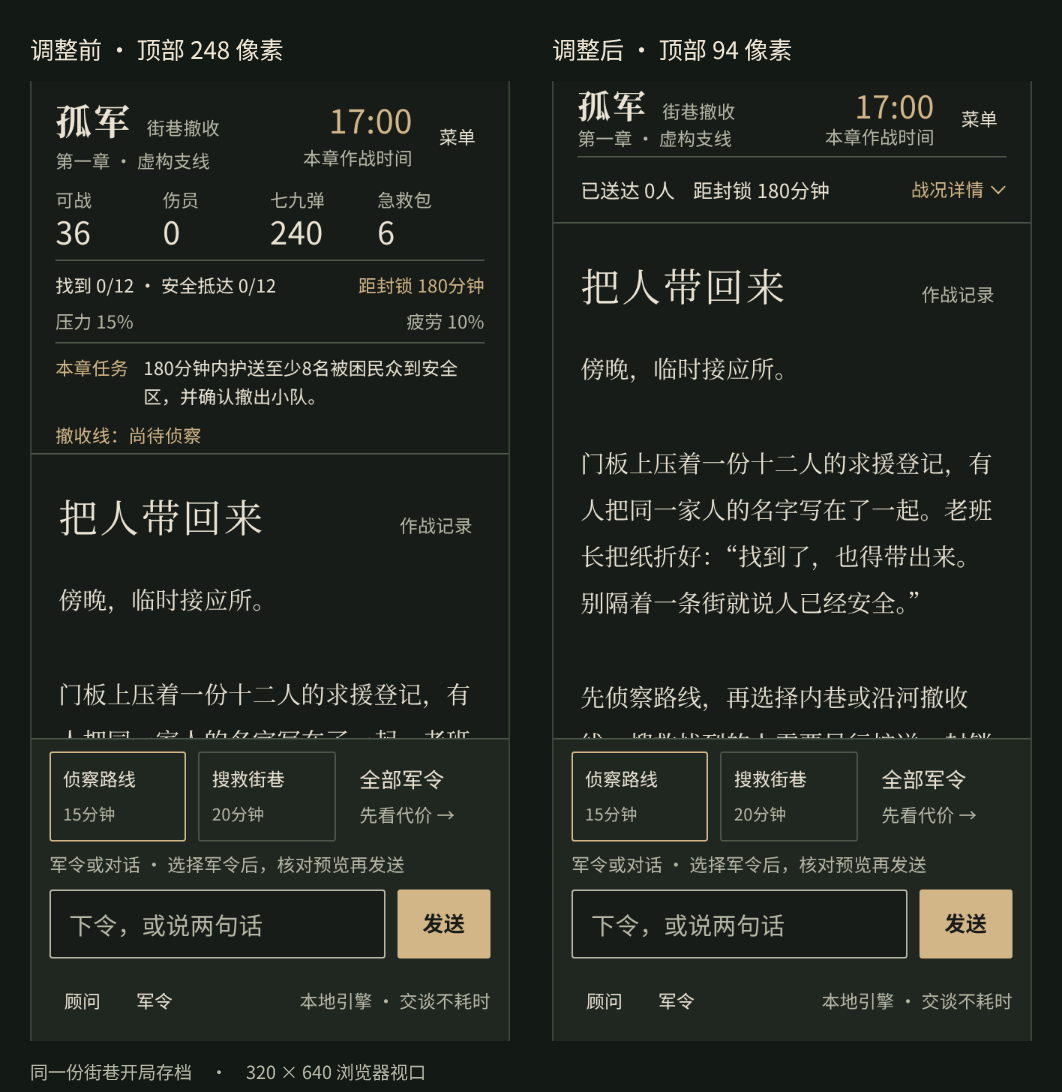 调整前 · 顶部 248 像素
孤军 街巷撤收
17:00
菜单
第一章 · 虚构支线
本章作战时间
可战 伤员 七九弹 急救包
36 0 240 6
找到 0/12 · 安全抵达 0/12 距封锁 180分钟
压力 15% 疲劳 10%
本章任务 180分钟内护送至少8名被困民众到安全
区，并确认撤出小队。
撤收线：尚待侦察
把人带回来 作战记录
傍晚，临时接应所。
门板上压着一份十二人的求援登记，有
人把同一家人的名字写在了一起。老班
侦察路线 搜救街巷 全部军令
15分钟 20分钟 先看代价 →
军令或对话 · 选择军令后，核对预览再发送
下令，或说两句话 发送
顾问 军令 本地引擎 · 交谈不耗时
调整后 · 顶部 94 像素
孤军 街巷撤收
17:00
菜单
第一章 · 虚构支线
本章作战时间
已送达 0人 距封锁 180分钟 战况详情
把人带回来 作战记录
傍晚，临时接应所。
门板上压着一份十二人的求援登记，有
人把同一家人的名字写在了一起。老班
长把纸折好：“找到了，也得带出来。
别隔着一条街就说人已经安全。”
先侦察路线，再选择内巷或沿河撤收
侦察路线 搜救街巷 全部军令
15分钟 20分钟 先看代价 →
军令或对话 · 选择军令后，核对预览再发送
下令，或说两句话 发送
顾问 军令 本地引擎 · 交谈不耗时
同一份街巷开局存档 · 320 × 640 浏览器视口